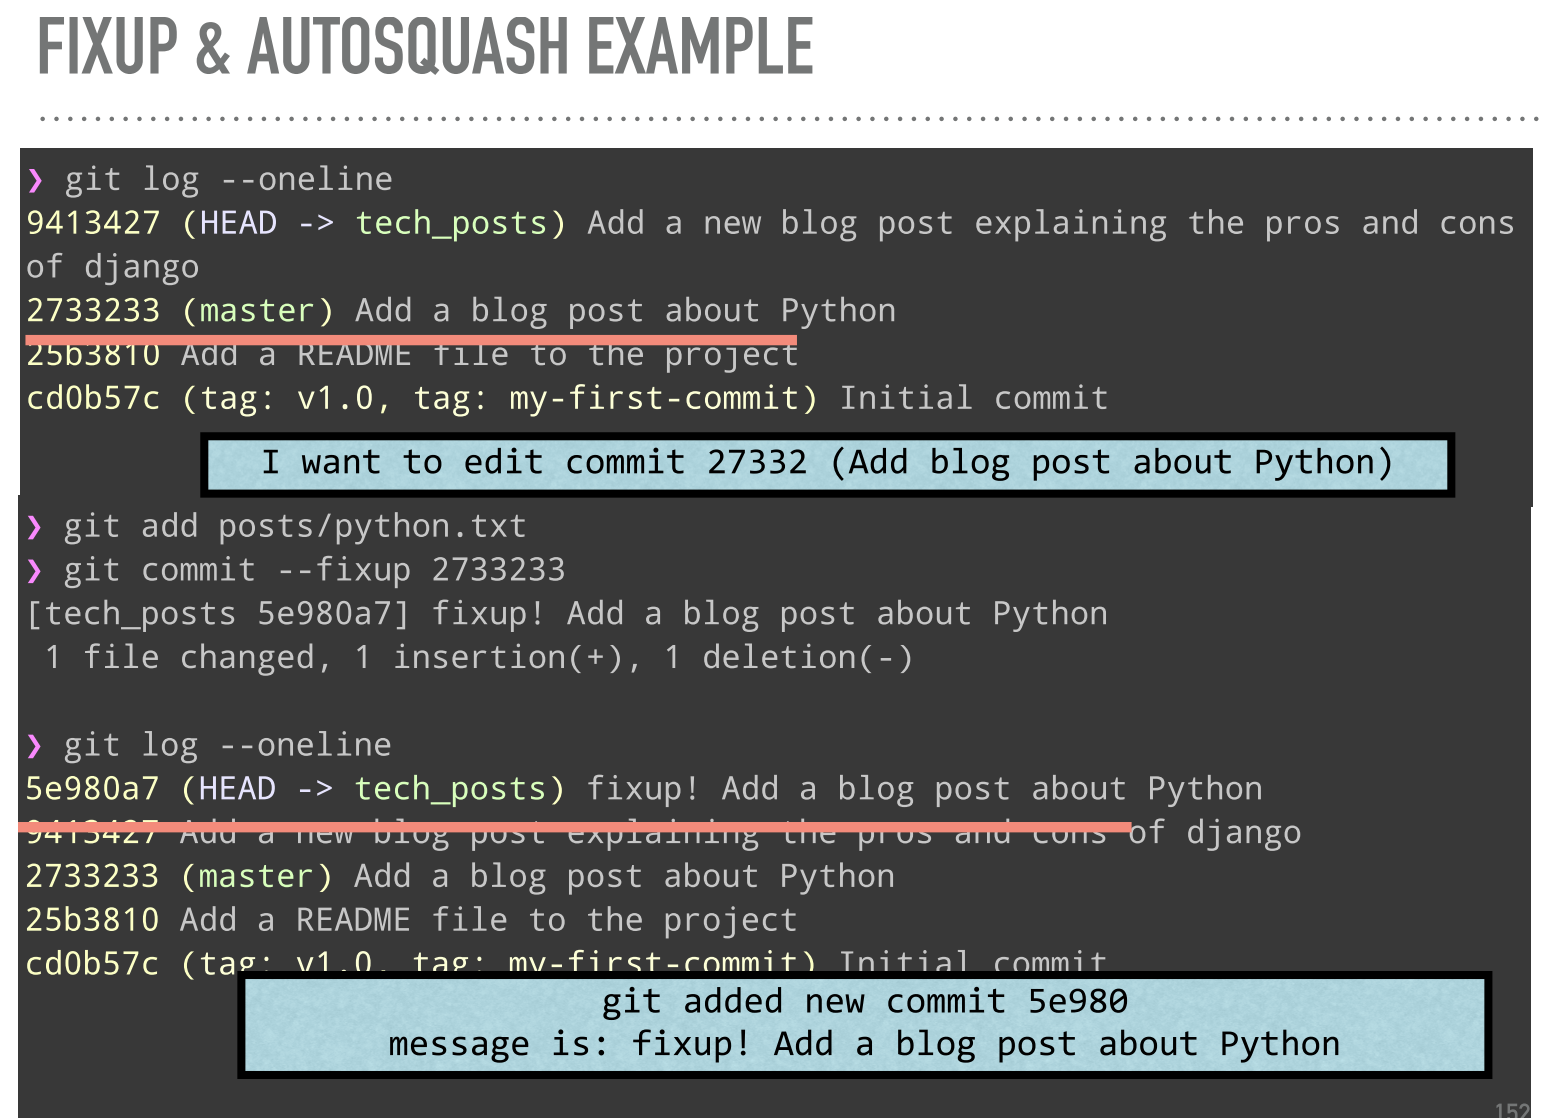 FIXUP & AUTOSQUASH EXAMPLE
❯ git log --oneline
9413427 (HEAD -> tech_posts) Add a new blog post explaining the pros and cons
of django
2733233 (master) Add a blog post about Python
25b3810 Add a README file to the project
cd0b57c (tag: v1.0, tag: my-first-commit) Initial commit
I want to edit commit 27332 (Add blog post about Python)
❯ git add posts/python.txt
❯ git commit --fixup 2733233
[tech_posts 5e980a7] fixup! Add a blog post about Python
 1 file changed, 1 insertion(+), 1 deletion(-)
❯ git log --oneline
5e980a7 (HEAD -> tech_posts) fixup! Add a blog post about Python
9413427 Add a new blog post explaining the pros and cons of django
2733233 (master) Add a blog post about Python
25b3810 Add a README file to the project
cd0b57c (tag: v1.0, tag: my-first-commit) Initial commit
git added new commit 5e980
message is: fixup! Add a blog post about Python
152